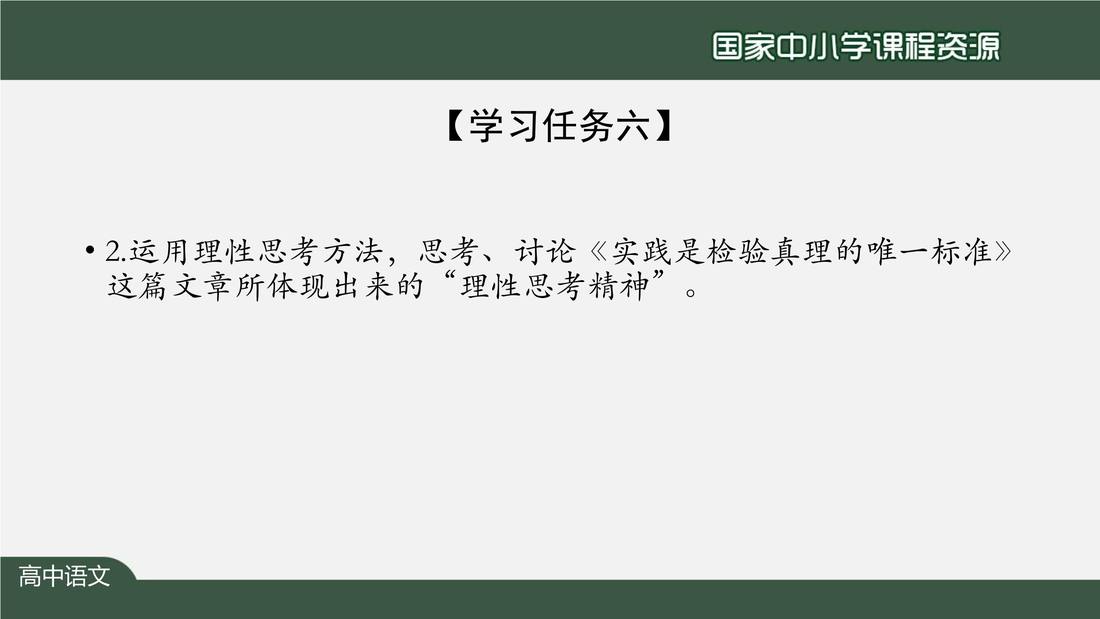 国家中小学课程资源
【学习任务六】
• 2.运用理性思考方法，思考、讨论《实践是检验真理的唯一标准》
这篇文章所体现出来的“理性思考精神”。
高中语文